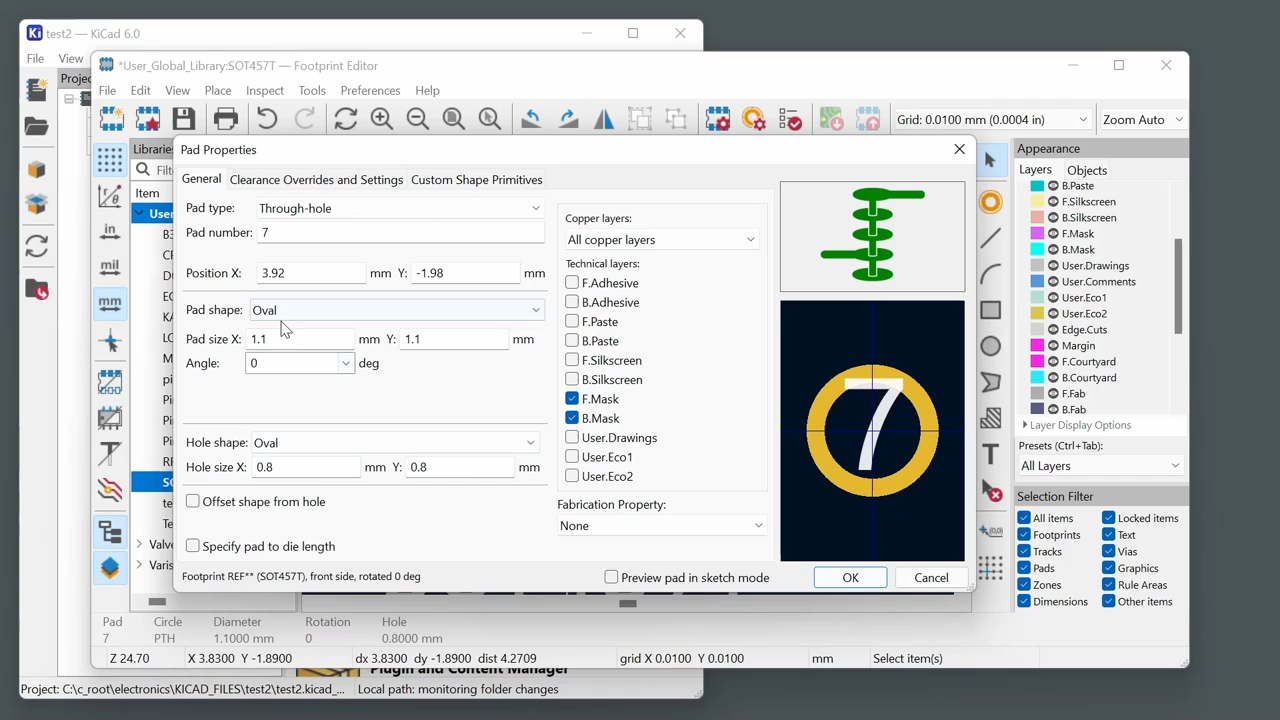 test2 — KiCad 6.0
File View
Projec
*User_Global_Library:SOT457T — Footprint Editor
File Edit View Place Inspect Tools Preferences Help
Grid: 0.0100 mm (0.0004 in) Zoom Auto
Libraries
Filt
Item
User
Valve
Varis
in
mil
mm
Pad Properties
General Clearance Overrides and Settings Custom Shape Primitives
Pad type: Through-hole
Pad number: 7
Position X: 3.92 mm Y: -1.98 mm
Pad shape: Oval
Pad size X: 1.1 mm Y: 1.1 mm
Angle: 0 deg
Hole shape: Oval
Hole size X: 0.8 mm Y: 0.8 mm
Offset shape from hole
Specify pad to die length
Footprint REF** (SOT457T), front side, rotated 0 deg
Copper layers:
All copper layers
Technical layers:
F.Adhesive
B.Adhesive
F.Paste
B.Paste
F.Silkscreen
B.Silkscreen
F.Mask
B.Mask
User.Drawings
User.Eco1
User.Eco2
Fabrication Property:
None
Preview pad in sketch mode
OK Cancel
7
Appearance
Layers Objects
B.Paste
F.Silkscreen
B.Silkscreen
F.Mask
B.Mask
User.Drawings
User.Comments
User.Eco1
User.Eco2
Edge.Cuts
Margin
F.Courtyard
B.Courtyard
F.Fab
B.Fab
Layer Display Options
Presets (Ctrl+Tab):
All Layers
Selection Filter
All items Locked items
Footprints Text
Tracks Vias
Pads Graphics
Zones Rule Areas
Dimensions Other items
Pad Circle Diameter Rotation Hole
7 PTH 1.1000 mm 0 0.8000 mm
Z 24.70 X 3.8300 Y -1.8900 dx 3.8300 dy -1.8900 dist 4.2709 grid X 0.0100 Y 0.0100 mm Select item(s)
Plugin and Content Manager
Project: C:\c_root\electronics\KICAD_FILES\test2\test2.kicad_... Local path: monitoring folder changes